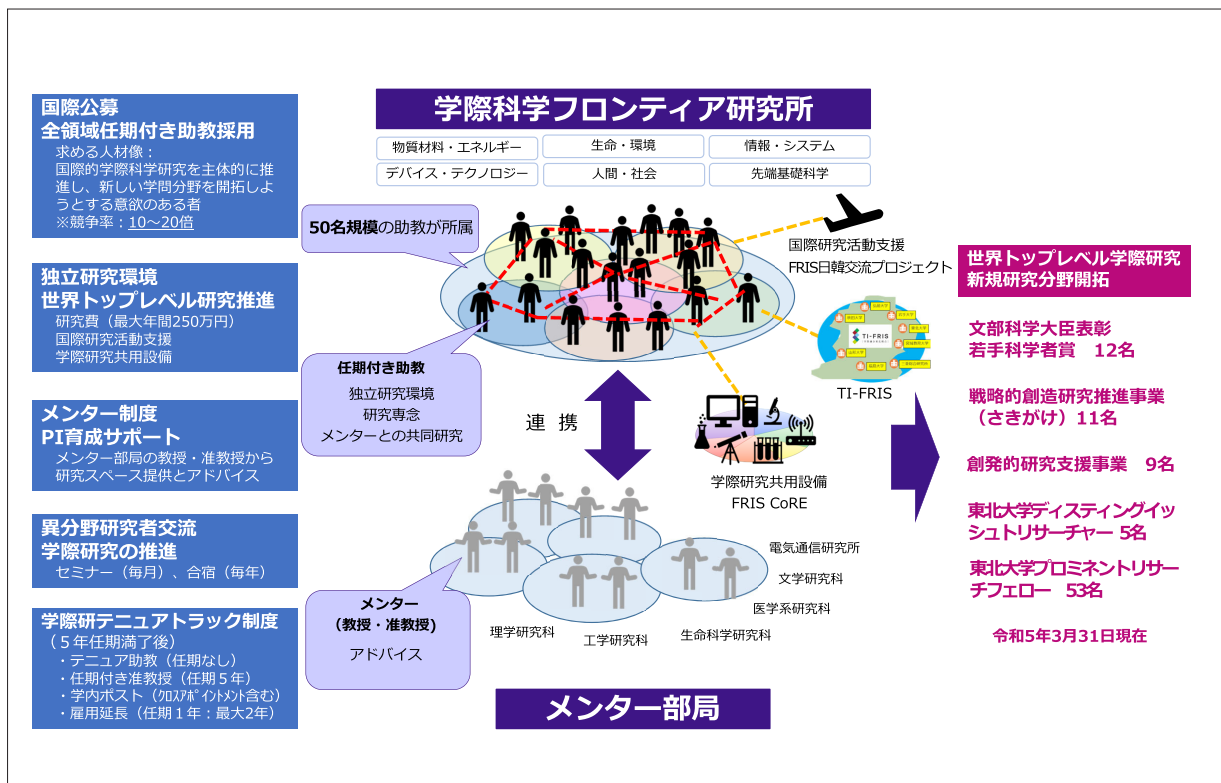 国際公募
全領域任期付き助教採用
求める人材像：
国際的学際科学研究を主体的に推
進し、新しい学問分野を開拓しよ
うとする意欲のある者
※競争率：10～20倍
独立研究環境
世界トップレベル研究推進
研究費（最大年間250万円）
国際研究活動支援
学際研究共用設備
メンター制度
PI育成サポート
メンター部局の教授・准教授から
研究スペース提供とアドバイス
異分野研究者交流
学際研究の推進
セミナー（毎月）、合宿（毎年）
学際研テニュアトラック制度
（５年任期満了後）
・テニュア助教（任期なし）
・任期付き准教授（任期５年）
・学内ポスト（ｸﾛｽｱﾎﾟｲﾝﾄﾒﾝﾄ含む）
・雇用延長（任期１年：最大2年）
学際科学フロンティア研究所
物質材料・エネルギー
生命・環境
情報・システム
デバイス・テクノロジー
人間・社会
先端基礎科学
50名規模の助教が所属
任期付き助教
独立研究環境
研究専念
メンターとの共同研究
国際研究活動支援
FRIS日韓交流プロジェクト
TI-FRIS
TI-FRIS
連 携
学際研究共用設備
FRIS CoRE
電気通信研究所
文学研究科
医学系研究科
生命科学研究科
工学研究科
理学研究科
メンター
（教授・准教授)
アドバイス
メンター部局
世界トップレベル学際研究
新規研究分野開拓
文部科学大臣表彰
若手科学者賞　12名
戦略的創造研究推進事業
（さきがけ）11名
創発的研究支援事業　9名
東北大学ディスティングイッ
シュトリサーチャー 5名
東北大学プロミネントリサー
チフェロー　53名
令和5年3月31日現在